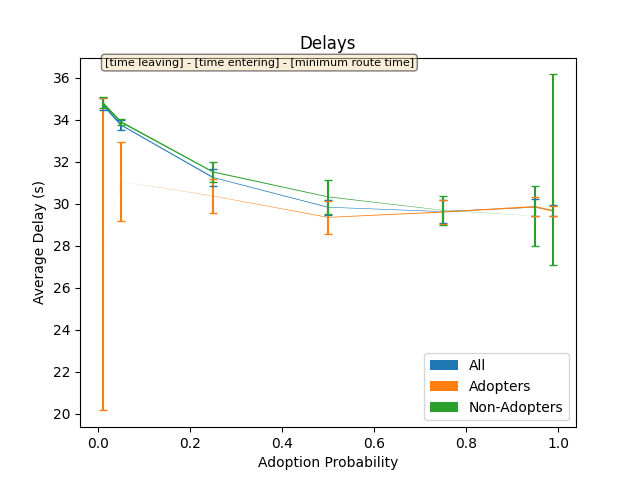 Delays
[time leaving] - [time entering] - [minimum route time]
36
34
32
30
28
26
24
22
20
Average Delay (s)
0.0 0.2 0.4 0.6 0.8 1.0
Adoption Probability
All
Adopters
Non-Adopters